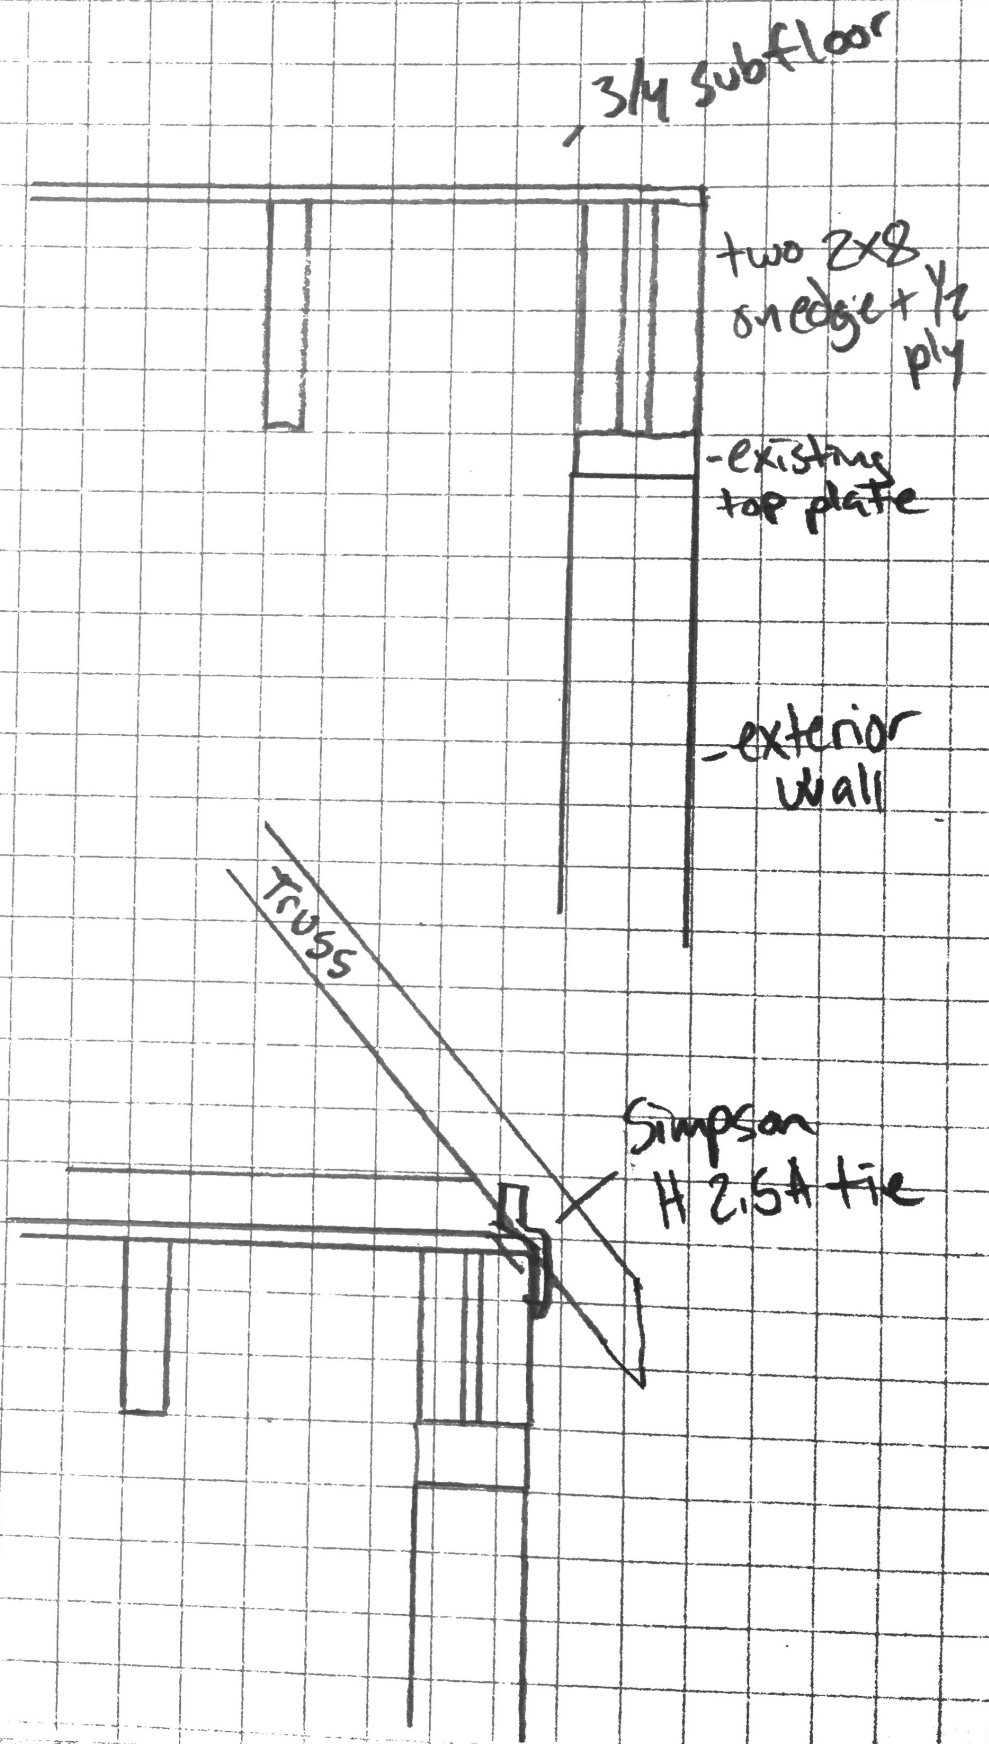 3/4 subfloor
two 2x8
on edge + 1/2
ply
-existing
top plate
-exterior
wall
Truss
Simpson
H 2.5A tie